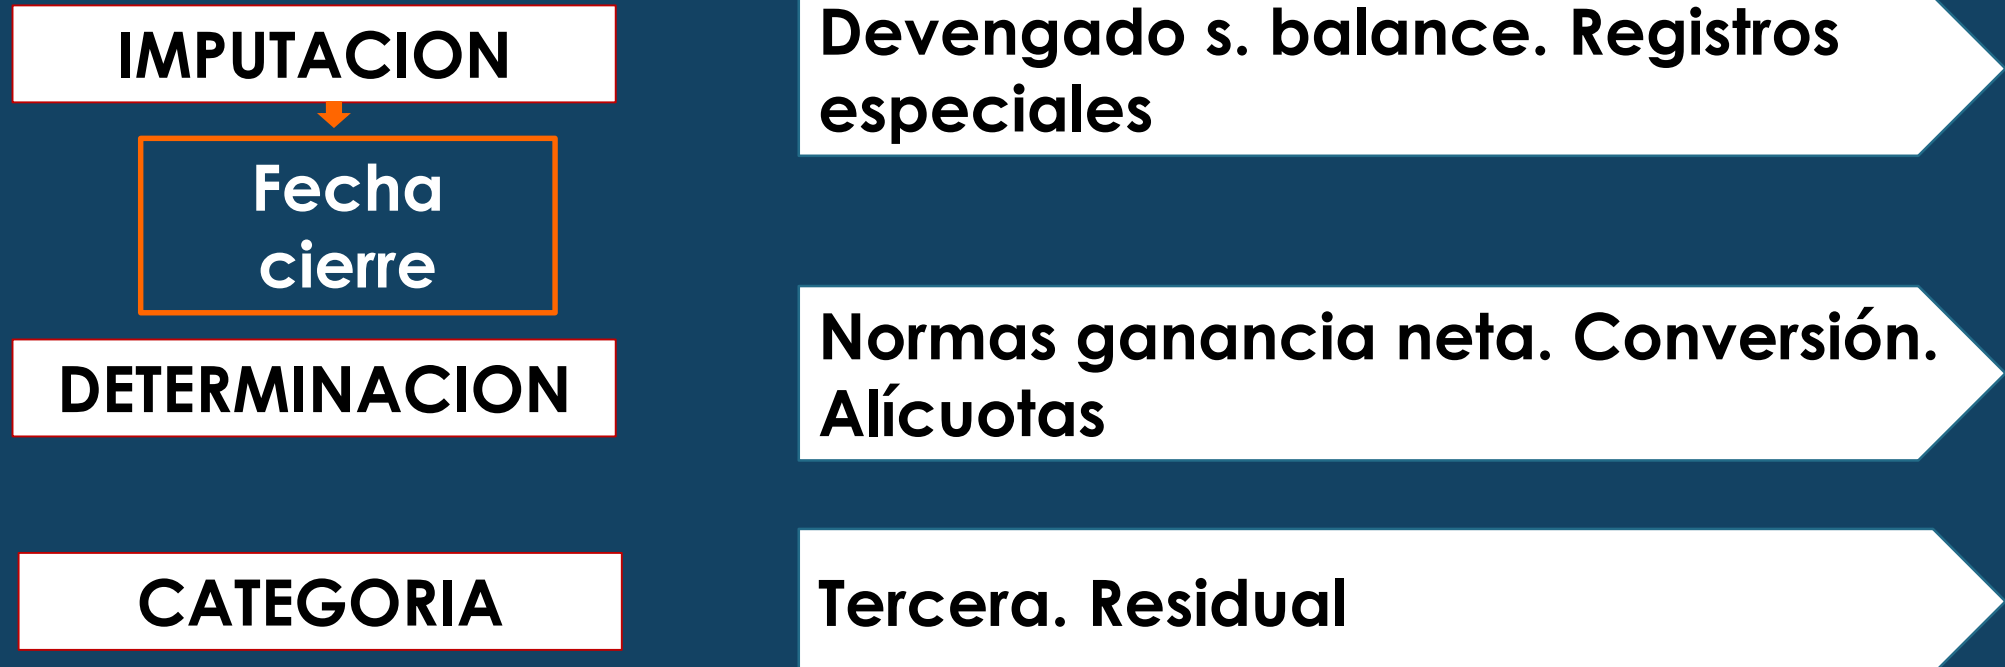 IMPUTACION
Devengado s. balance. Registros
especiales
Fecha
cierre
DETERMINACION
Normas ganancia neta. Conversión.
Alícuotas
CATEGORIA
Tercera. Residual